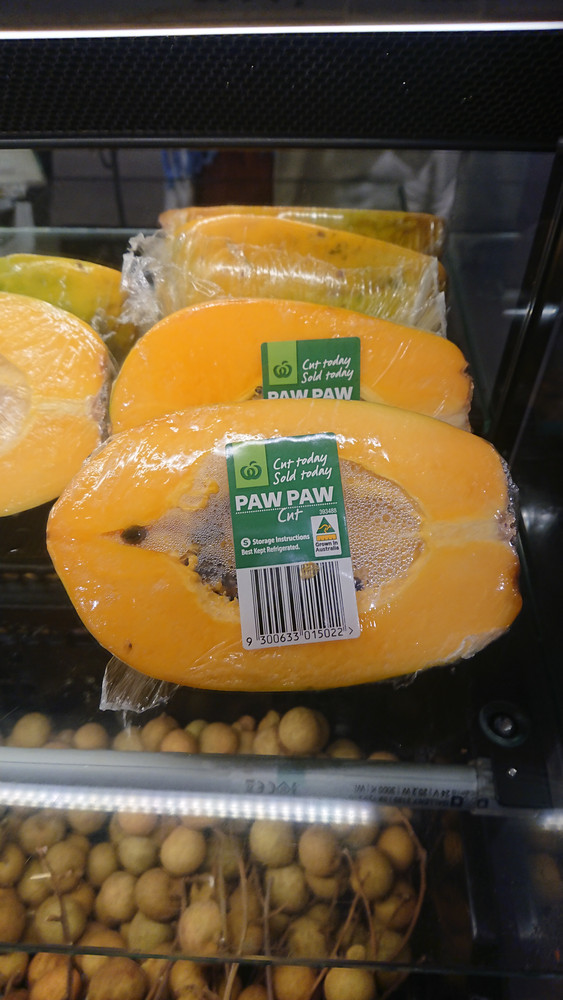 Cut today
Sold today
PAW PAW
Cut today
Sold today
PAW PAW
Cut
393486
S Storage Instructions
Best Kept Refrigerated.
Grown in
Australia
9 300633 015022 >